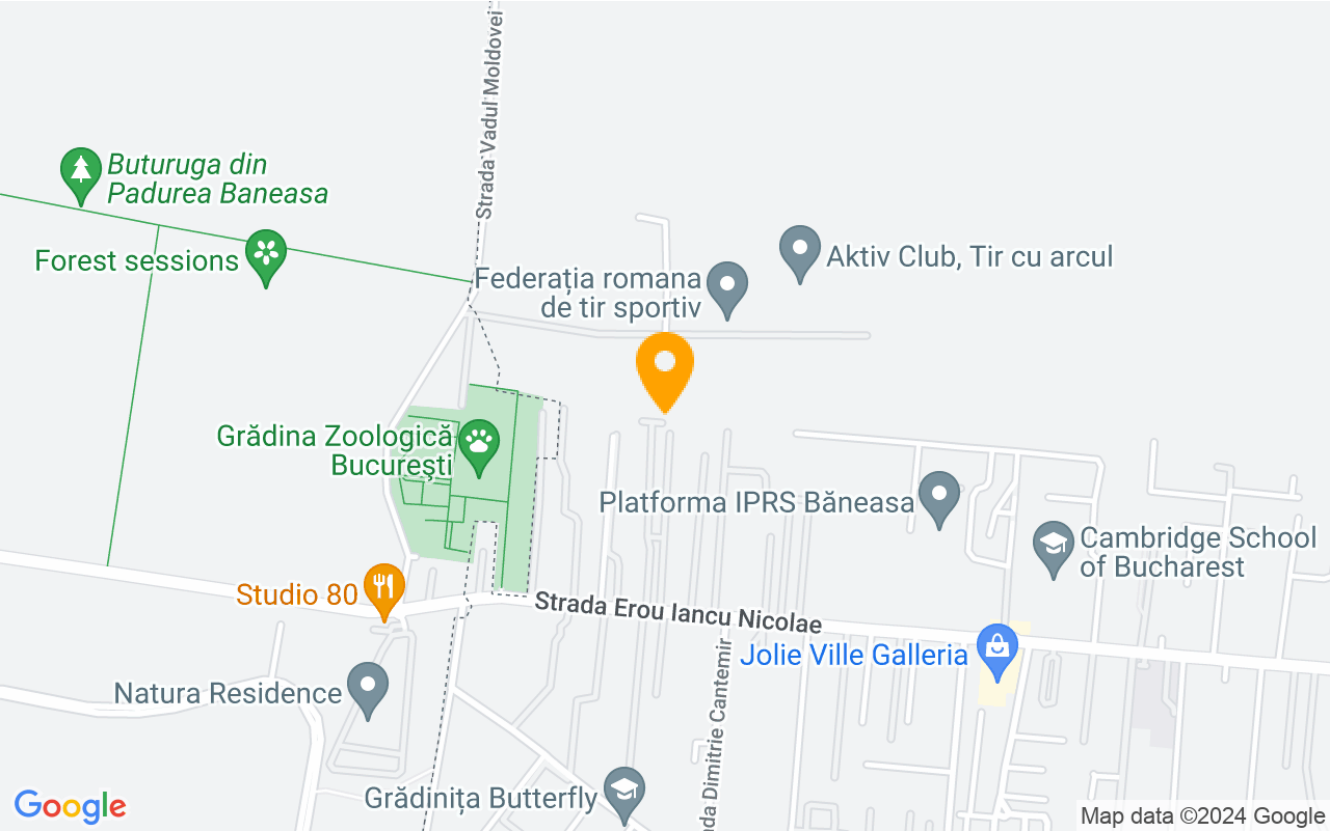 Strada Vadul Moldovei
Buturuga din
Padurea Baneasa
Forest sessions
Federația romana
de tir sportiv
Aktiv Club, Tir cu arcul
Grădina Zoologică
Bucureşti
Platforma IPRS Băneasa
Cambridge School
of Bucharest
Studio 80
Strada Erou Iancu Nicolae
Jolie Ville Galleria
Natura Residence
da Dimitrie Cantemir
Grădinița Butterfly
Google
Map data ©2024 Google